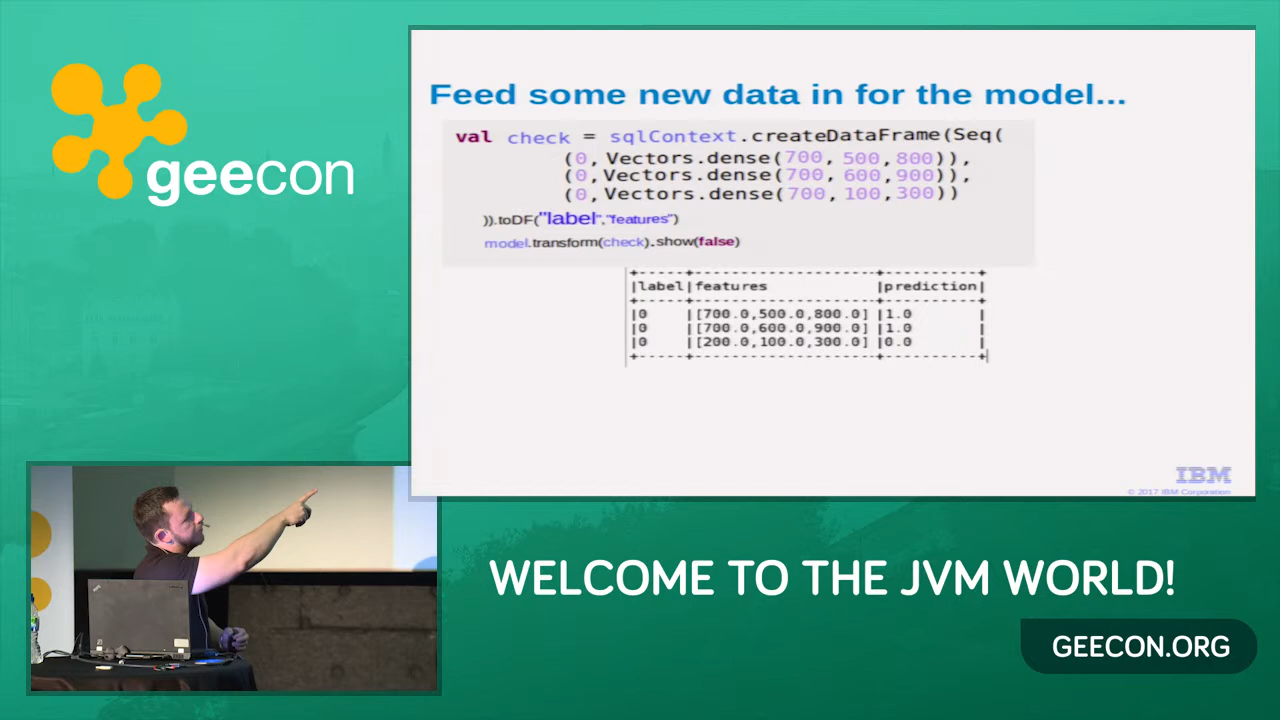 geecon
Feed some new data in for the model...
val check = sqlContext.createDataFrame(Seq(
(0,Vectors.dense(700, 500,800)),
(0,Vectors.dense(700, 600,900)),
(0,Vectors.dense(700, 100,300))
)).toDF("label","features")
model.transform(check).show(false)
+-----+-------------------+----------+
|label|features |prediction|
+-----+-------------------+----------+
|0 |[700.0,500.0,800.0]|1.0 |
|0 |[700.0,600.0,900.0]|1.0 |
|0 |[200.0,100.0,300.0]|0.0 |
+-----+-------------------+----------+
IBM
© 2017 IBM Corporation
WELCOME TO THE JVM WORLD!
GEECON.ORG